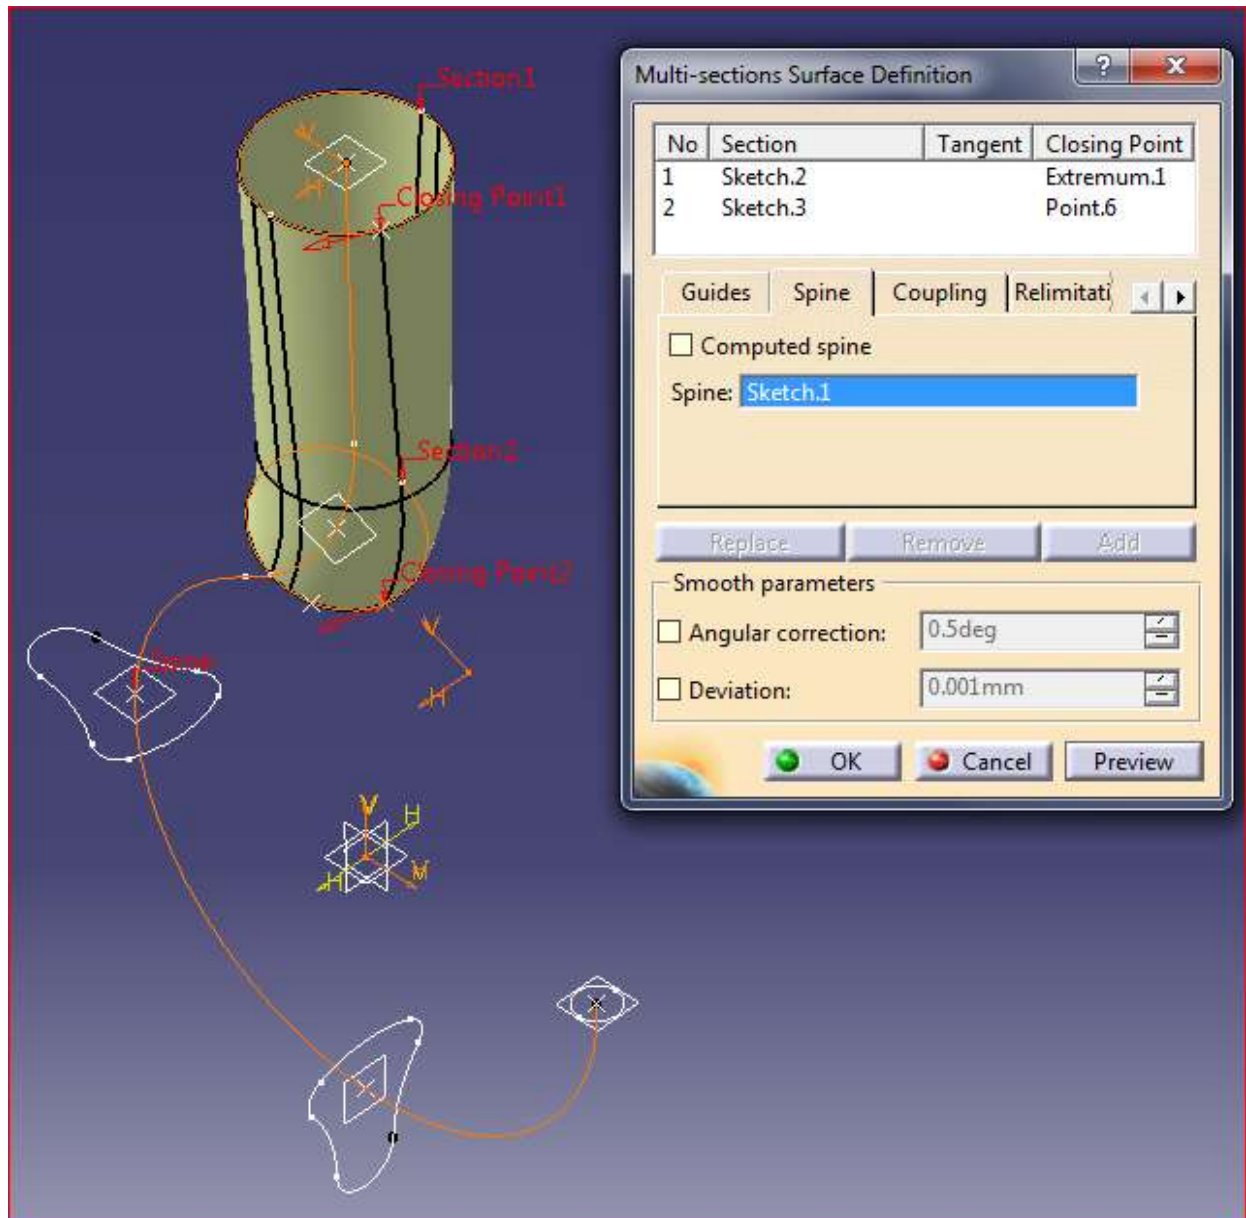 Multi-sections Surface Definition
?
X
No Section Tangent Closing Point
1 Sketch.2 Extremum.1
2 Sketch.3 Point.6
Guides Spine Coupling Relimitati
Computed spine
Spine: Sketch.1
Replace Remove Add
Smooth parameters
Angular correction: 0.5deg
Deviation: 0.001mm
OK Cancel Preview
Section1
V
H
Closing Point1
Section2
Closing Point2
V
H
Spine
V
H
H